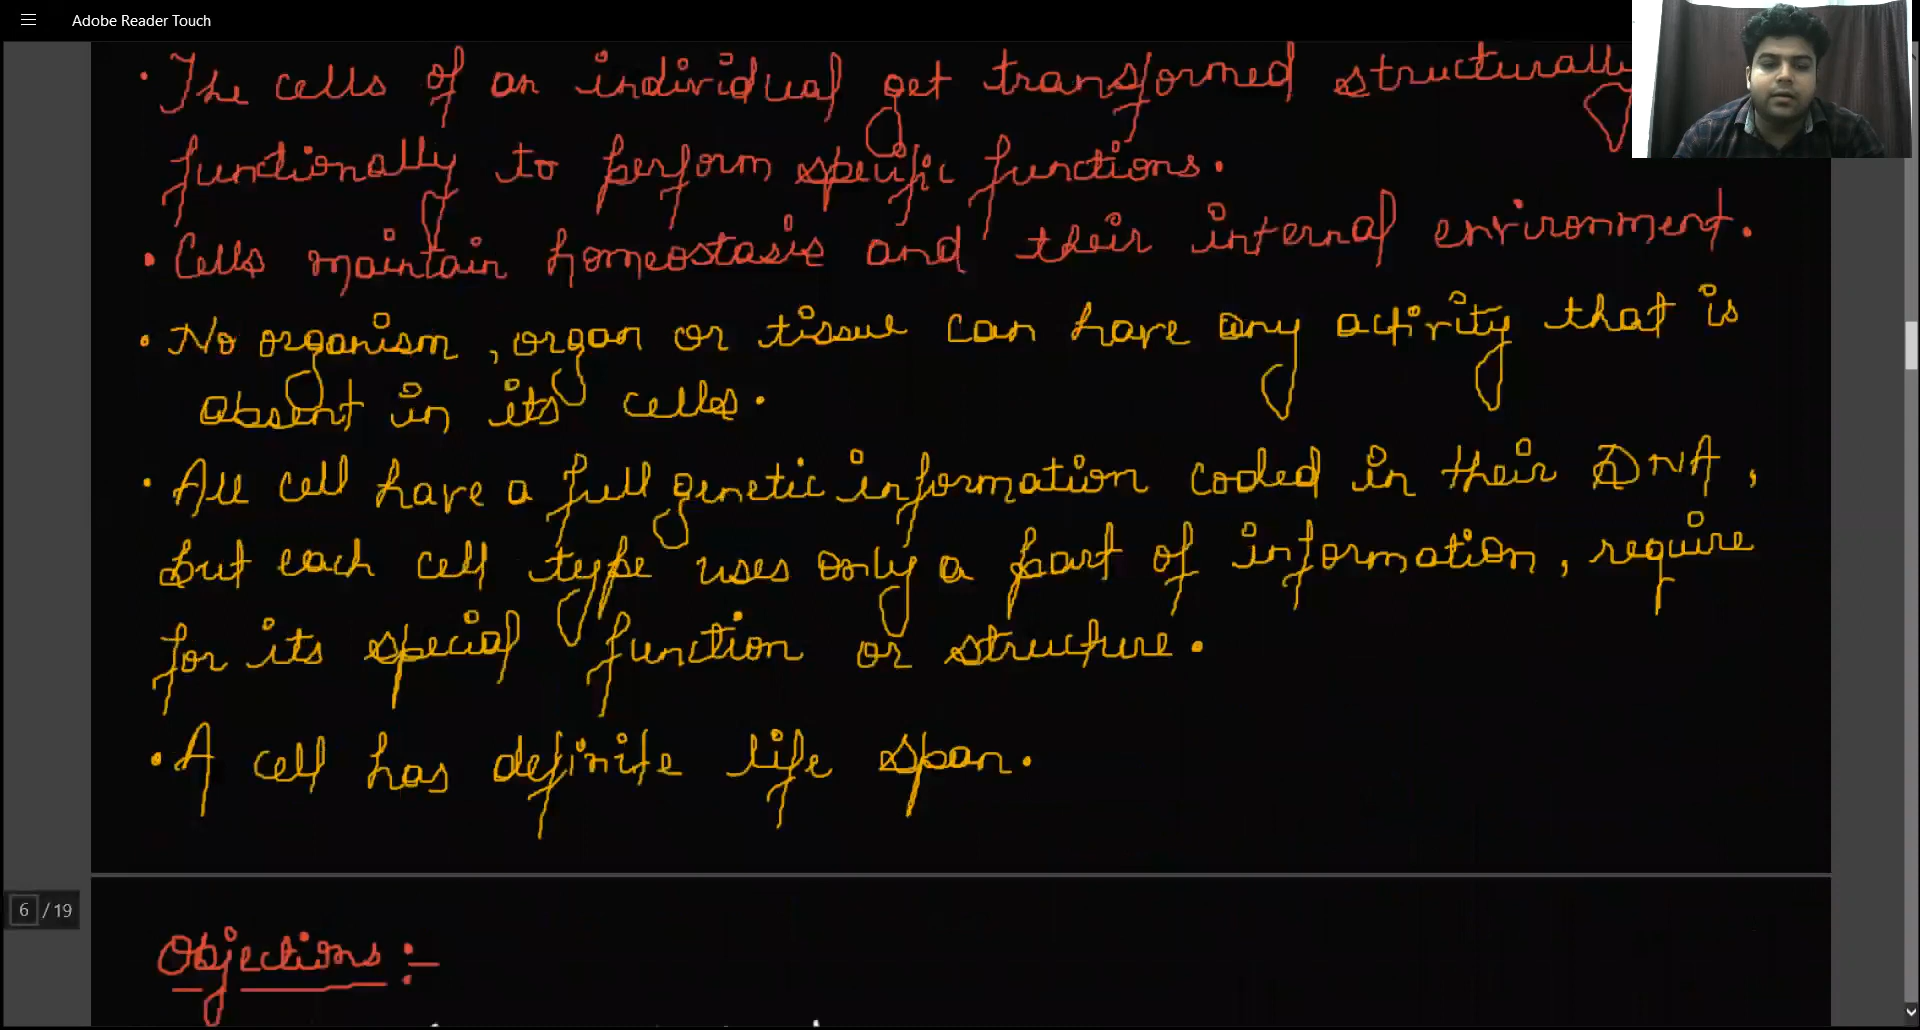 Adobe Reader Touch
• The cells of an individual get transformed structurally
functionally to perform specific functions.
• Cells maintain homeostasis and their internal environment.
• No organism, organ or tissue can have any activity that is
absent in its cells.
• All cell have a full genetic information coded in their DNA,
but each cell type uses only a part of information, require
for its special function or structure.
• A cell has definite life span.
6 / 19
Objections :-